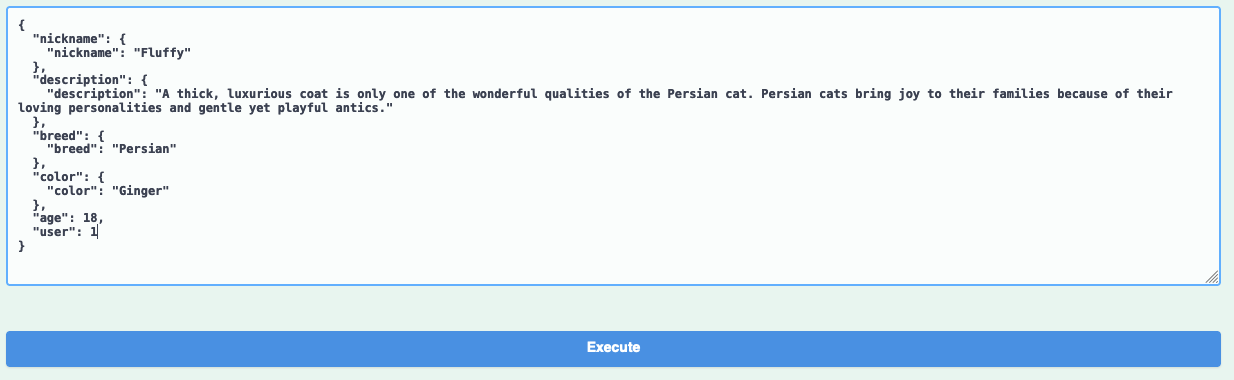 {
  "nickname": {
    "nickname": "Fluffy"
  },
  "description": {
    "description": "A thick, luxurious coat is only one of the wonderful qualities of the Persian cat. Persian cats bring joy to their families because of their
loving personalities and gentle yet playful antics."
  },
  "breed": {
    "breed": "Persian"
  },
  "color": {
    "color": "Ginger"
  },
  "age": 18,
  "user": 1
}
Execute